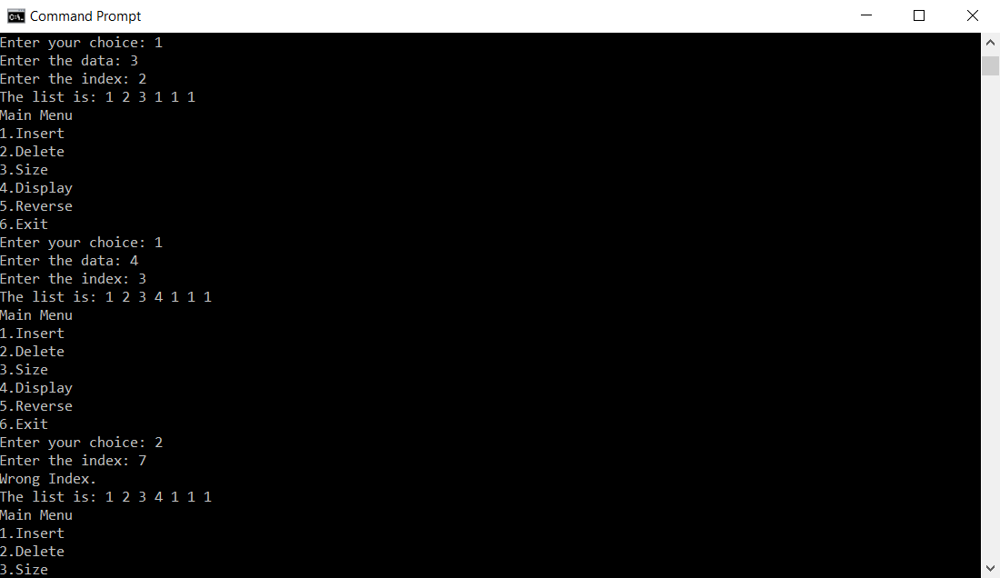 Command Prompt
Enter your choice: 1
Enter the data: 3
Enter the index: 2
The list is: 1 2 3 1 1 1
Main Menu
1.Insert
2.Delete
3.Size
4.Display
5.Reverse
6.Exit
Enter your choice: 1
Enter the data: 4
Enter the index: 3
The list is: 1 2 3 4 1 1 1
Main Menu
1.Insert
2.Delete
3.Size
4.Display
5.Reverse
6.Exit
Enter your choice: 2
Enter the index: 7
Wrong Index.
The list is: 1 2 3 4 1 1 1
Main Menu
1.Insert
2.Delete
3.Size